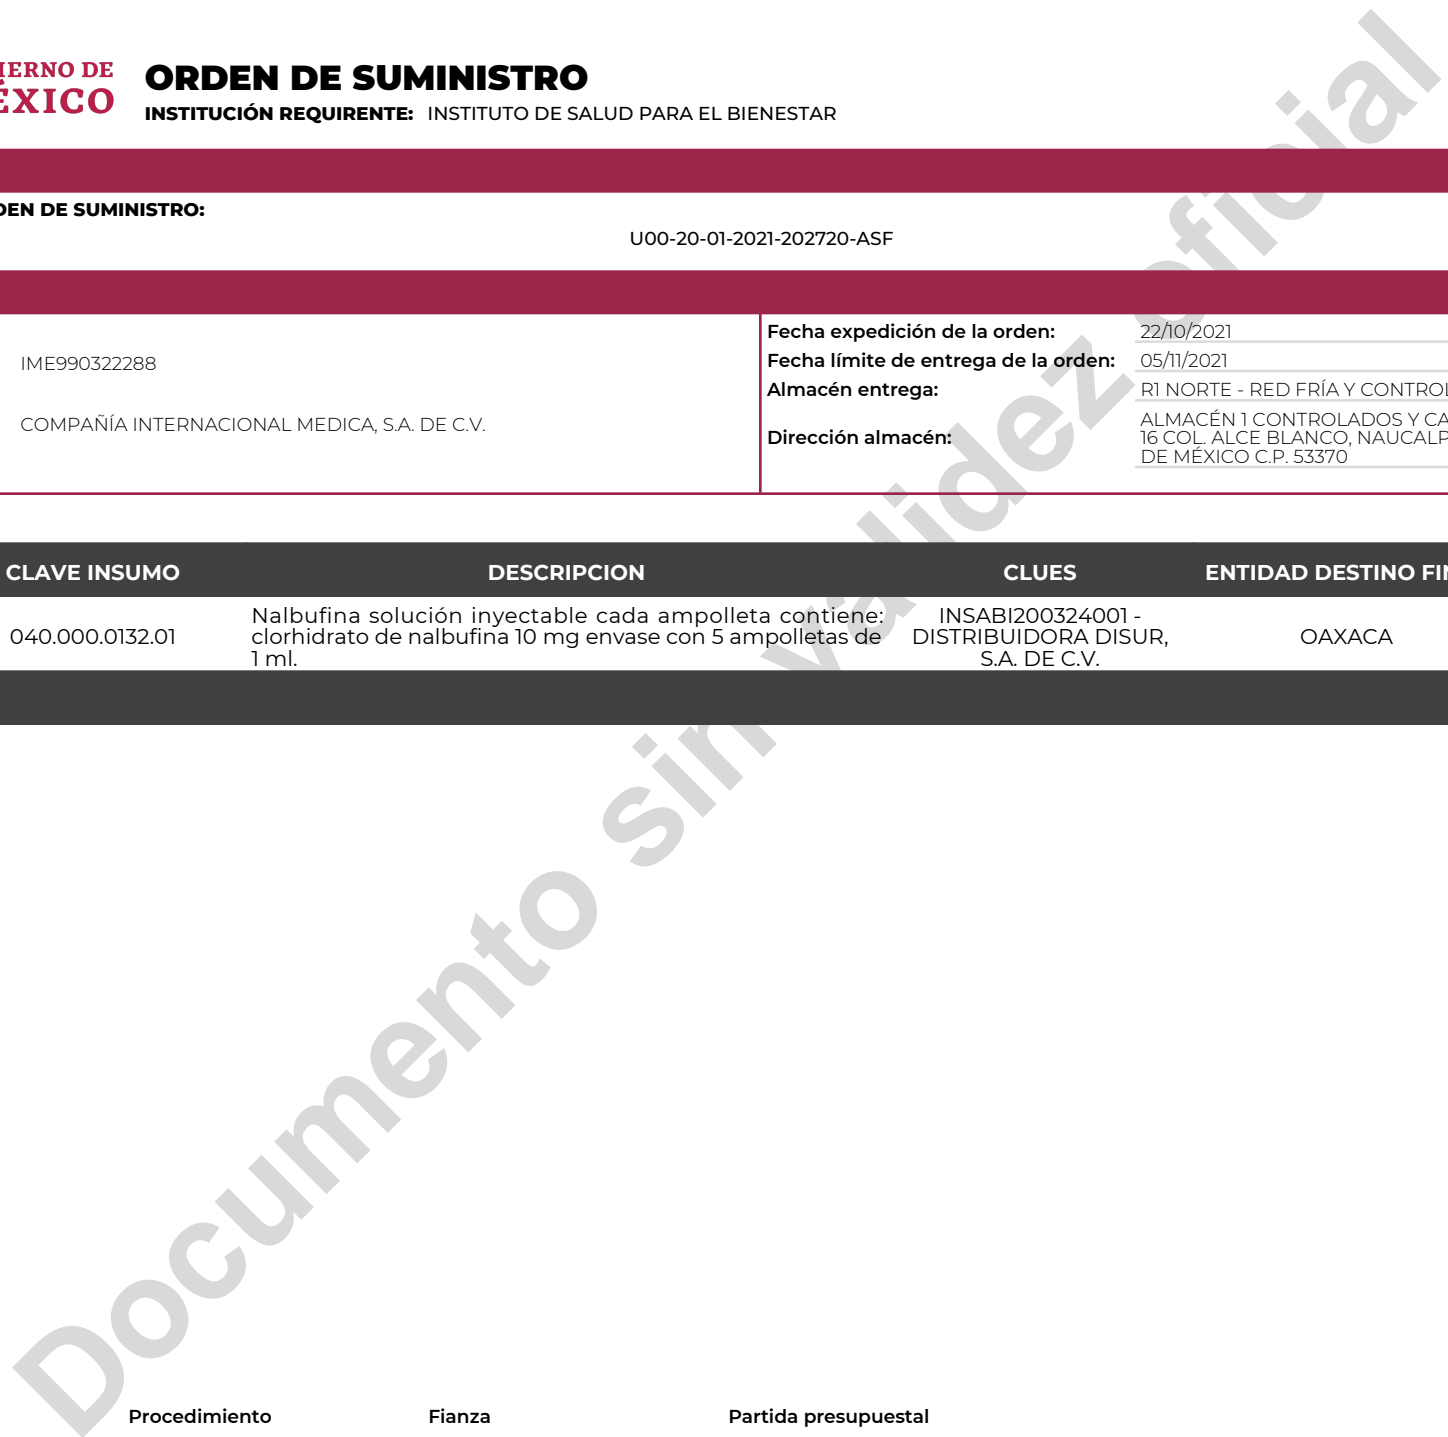 IERNO DE
ÉXICO
ORDEN DE SUMINISTRO
INSTITUCIÓN REQUIRENTE: INSTITUTO DE SALUD PARA EL BIENESTAR
DEN DE SUMINISTRO:
U00-20-01-2021-202720-ASF
IME990322288
COMPAÑÍA INTERNACIONAL MEDICA, S.A. DE C.V.
Fecha expedición de la orden: 22/10/2021
Fecha límite de entrega de la orden: 05/11/2021
Almacén entrega: R1 NORTE - RED FRÍA Y CONTROL
Dirección almacén: ALMACÉN 1 CONTROLADOS Y CA
16 COL. ALCE BLANCO, NAUCALP
DE MÉXICO C.P. 53370
CLAVE INSUMO DESCRIPCION CLUES ENTIDAD DESTINO FIN
040.000.0132.01
Nalbufina solución inyectable cada ampolleta contiene:
clorhidrato de nalbufina 10 mg envase con 5 ampolletas de
1 ml.
INSABI200324001 -
DISTRIBUIDORA DISUR,
S.A. DE C.V.
OAXACA
Documento sin validez oficial
Procedimiento Fianza Partida presupuestal